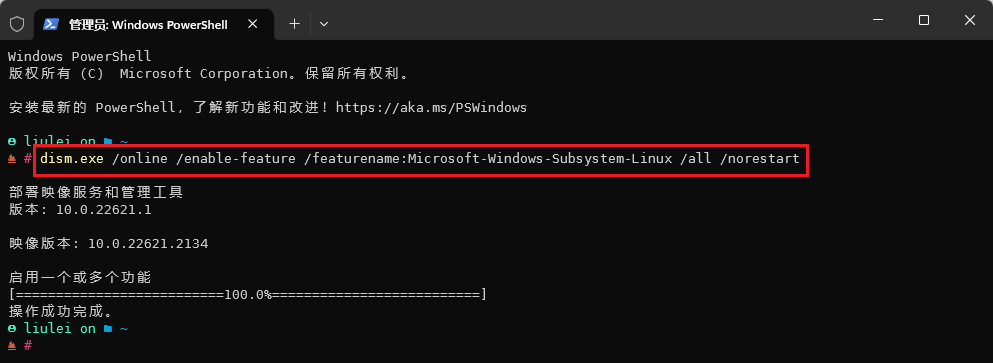 管理员: Windows PowerShell
Windows PowerShell
版权所有 (C)  Microsoft Corporation。保留所有权利。
安装最新的 PowerShell，了解新功能和改进！https://aka.ms/PSWindows
liulei on ~
# dism.exe /online /enable-feature /featurename:Microsoft-Windows-Subsystem-Linux /all /norestart
部署映像服务和管理工具
版本: 10.0.22621.1
映像版本: 10.0.22621.2134
启用一个或多个功能
[==========================100.0%==========================]
操作成功完成。
liulei on ~
#